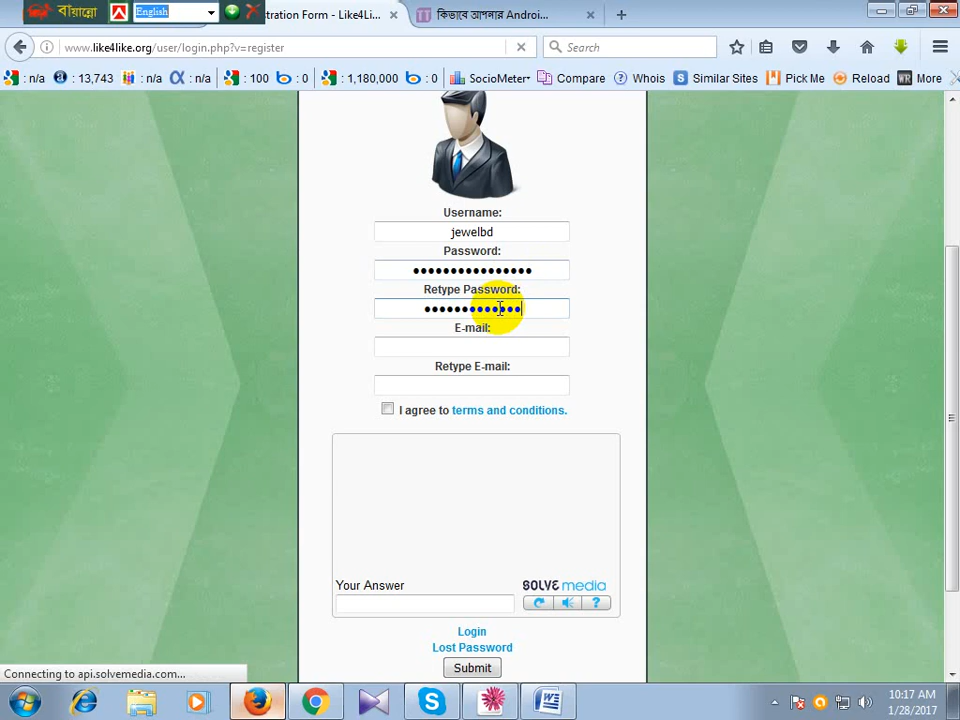 বাঁয়ান্নো
English
tration Form - Like4Li...
কিভাবে আপনার Androi...
www.like4like.org/user/login.php?v=register
Search
: n/a
: 13,743
: n/a
: n/a
: 100
: 0
: 1,180,000
: 0
SocioMeter
Compare
Whois
Similar Sites
Pick Me
Reload
More
Username:
jewelbd
Password:
Retype Password:
E-mail:
Retype E-mail:
I agree to terms and conditions.
Your Answer
SOLVE media
Login
Lost Password
Submit
Connecting to api.solvemedia.com...
10:17 AM
1/28/2017